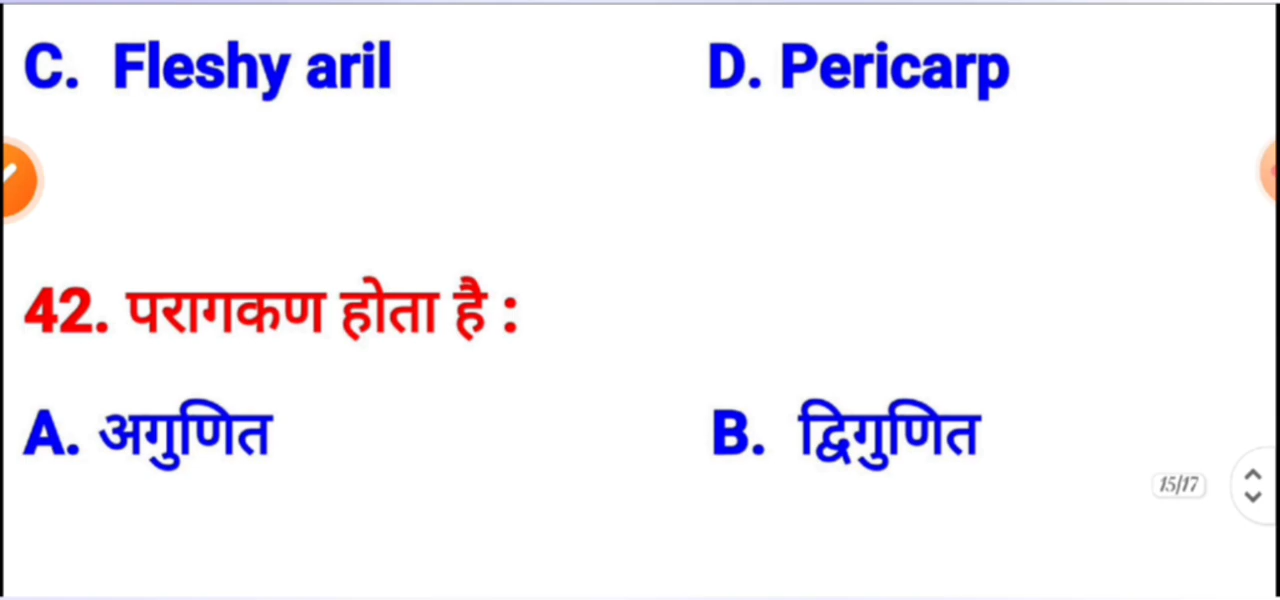 C. Fleshy aril D. Pericarp
42. परागकण होता है :
A. अगुणित B. द्विगुणित
15/17